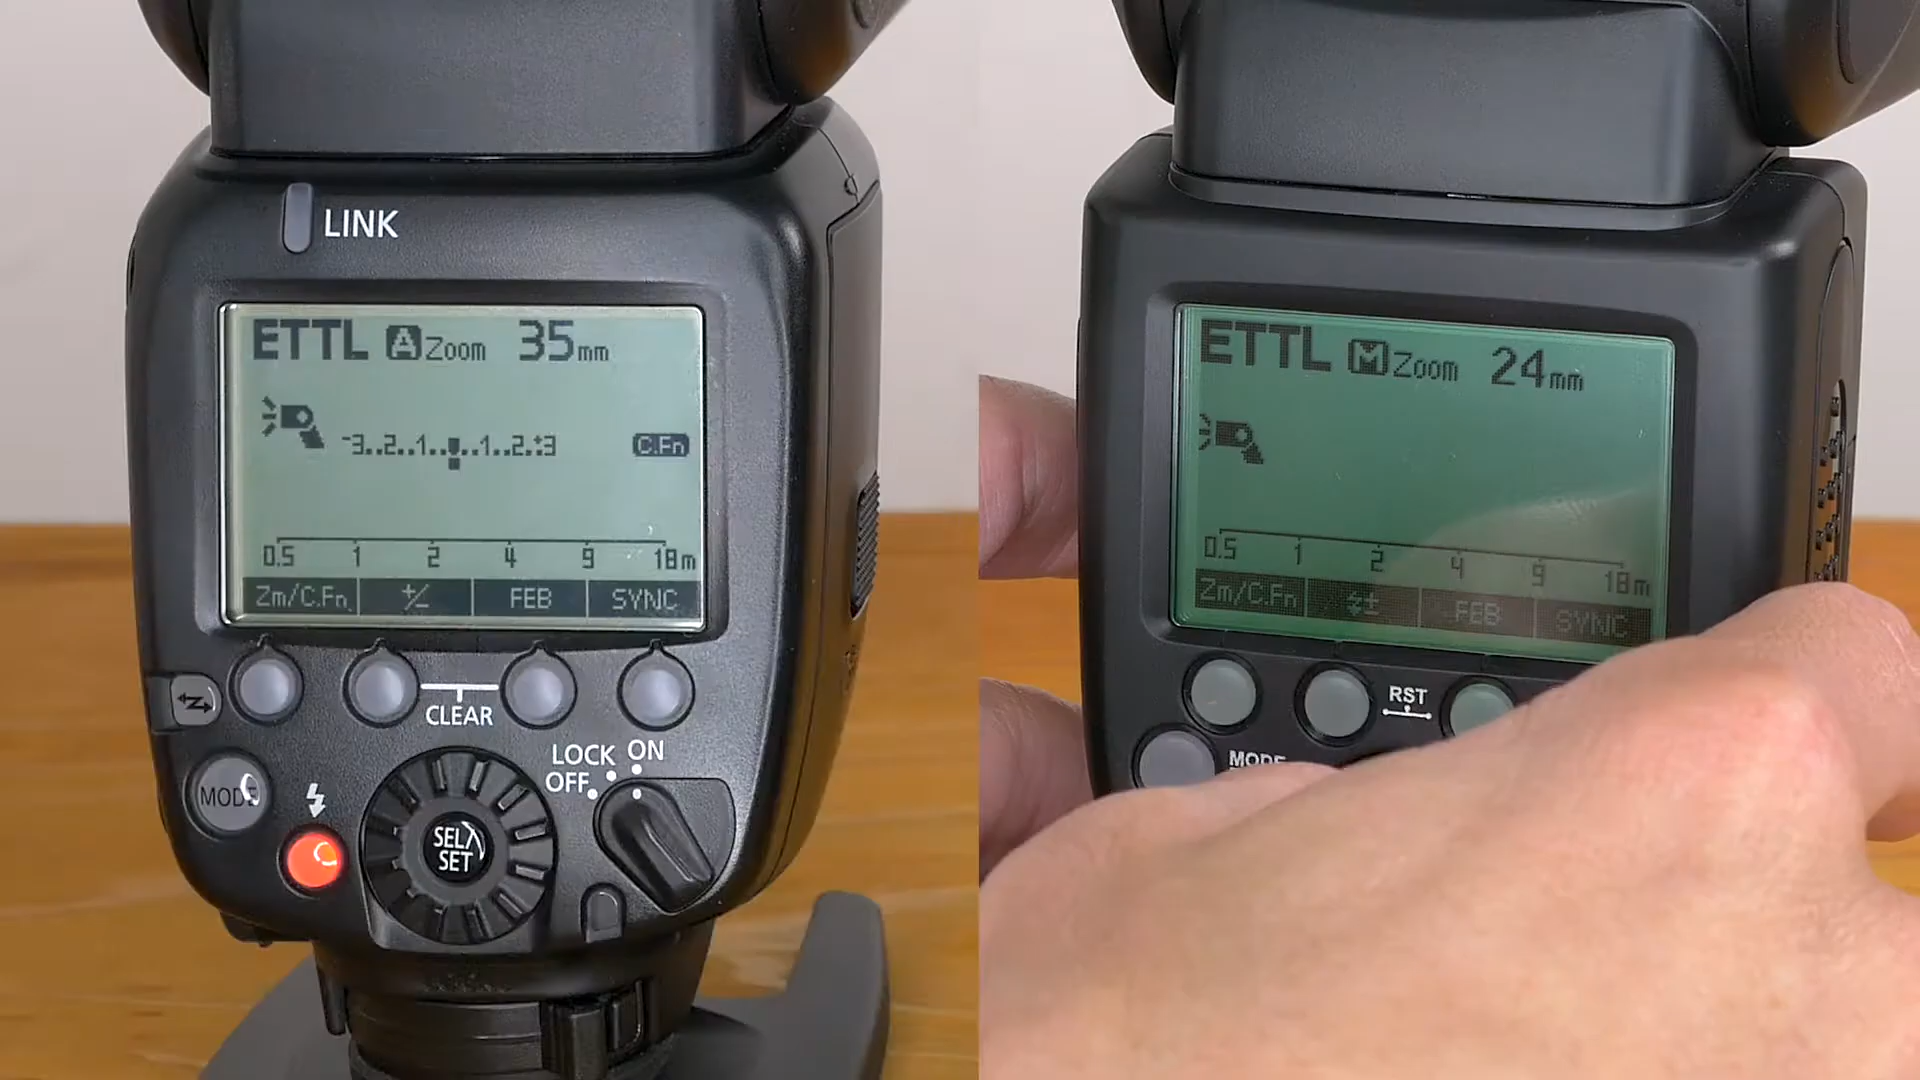 LINK
ETTL A Zoom 35mm
-3..2..1..▮..1..2..+3
C.Fn
0.5 1 2 4 9 18m
Zm/C.Fn +/- FEB SYNC
CLEAR
LOCK ON
OFF
MODE
SEL/
SET
ETTL M Zoom 24mm
0.5 1 2 4 9 18m
Zm/C.Fn ± FEB SYNC
RST
MODE